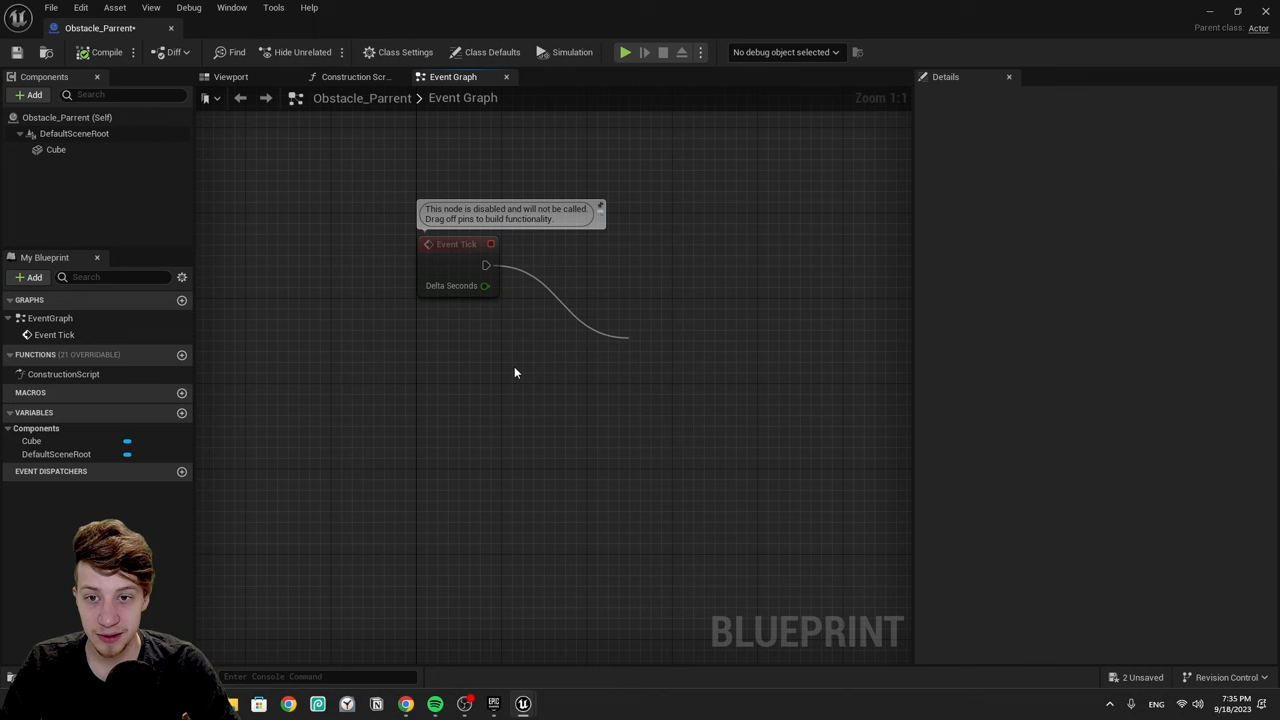 File Edit Asset View Debug Window Tools Help
Obstacle_Parrent*
Parent class: Actor
Compile Diff Find Hide Unrelated Class Settings Class Defaults Simulation No debug object selected
Components
Viewport Construction Scr... Event Graph Details
Add Search
Obstacle_Parrent > Event Graph Zoom 1:1
Obstacle_Parrent (Self)
DefaultSceneRoot
Cube
This node is disabled and will not be called.
Drag off pins to build functionality.
Event Tick
Delta Seconds
My Blueprint
Add Search
GRAPHS
EventGraph
Event Tick
FUNCTIONS (21 OVERRIDABLE)
ConstructionScript
MACROS
VARIABLES
Components
Cube
DefaultSceneRoot
EVENT DISPATCHERS
BLUEPRINT
Enter Console Command
2 Unsaved Revision Control
ENG
7:35 PM
9/18/2023
EPIC